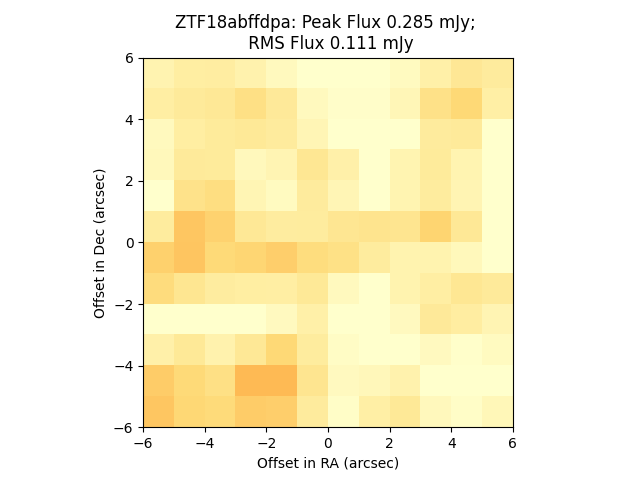 ZTF18abffdpa: Peak Flux 0.285 mJy;
RMS Flux 0.111 mJy
6
4
2
0
−2
−4
−6
Offset in Dec (arcsec)
−6 −4 −2 0 2 4 6
Offset in RA (arcsec)